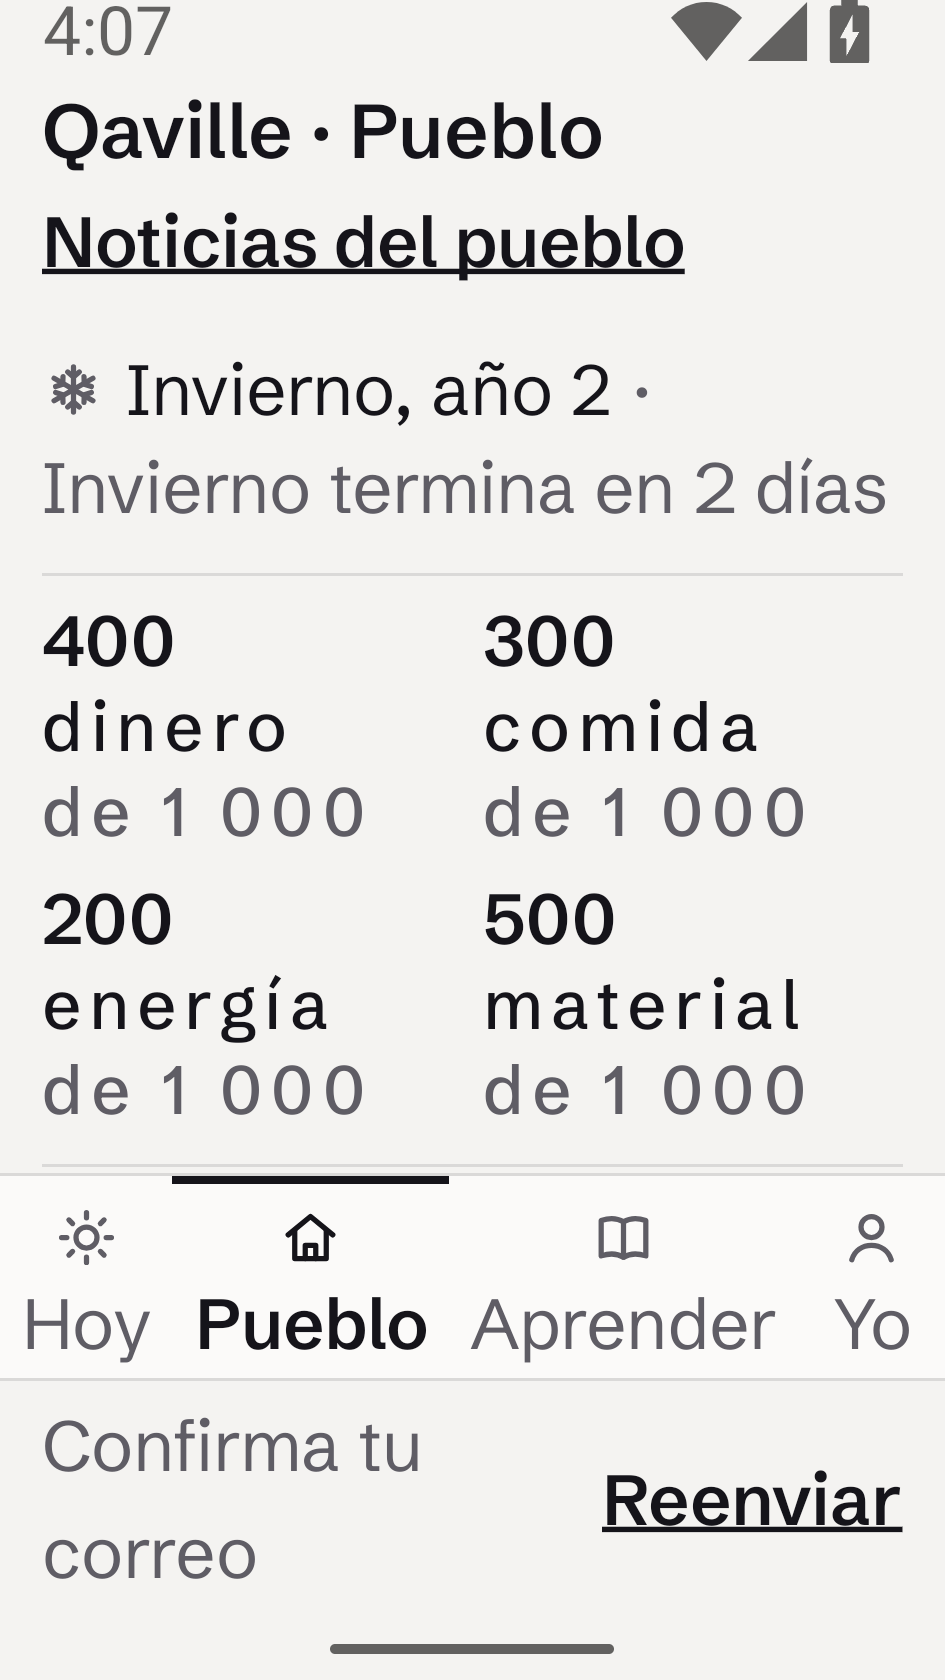 4:07
Qaville · Pueblo
Noticias del pueblo
Invierno, año 2 ·
Invierno termina en 2 días
400
dinero
de 1 000
300
comida
de 1 000
200
energía
de 1 000
500
material
de 1 000
Hoy
Pueblo
Aprender
Yo
Confirma tu
correo
Reenviar